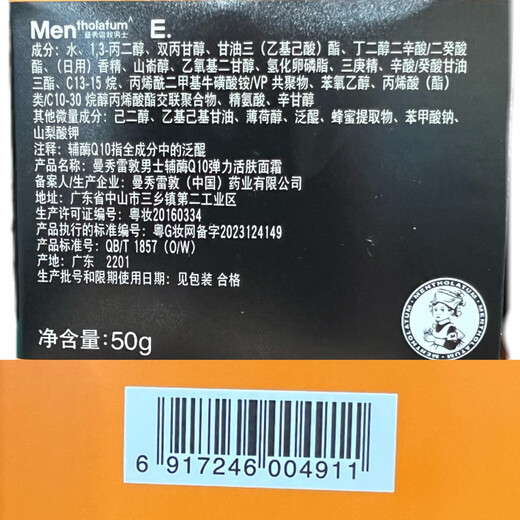 Mentholatum
曼秀雷敦男士
E.
成分：水、1,3-丙二醇、双丙甘醇、甘油三（乙基己酸）酯、丁二醇二辛酸/二癸酸
酯、（日用）香精、山嵛醇、乙氧基二甘醇、氢化卵磷脂、三庚精、辛酸/癸酸甘油
三酯、C13-15 烷、丙烯酰二甲基牛磺酸铵/VP 共聚物、苯氧乙醇、丙烯酸（酯）
类/C10-30 烷醇丙烯酸酯交联聚合物、精氨酸、辛甘醇
其他微量成分：己二醇、乙基己基甘油、薄荷醇、泛醌、蜂蜜提取物、苯甲酸钠、
山梨酸钾
注释：辅酶Q10指全成分中的泛醌
产品名称：曼秀雷敦男士辅酶Q10弹力活肤面霜
备案人/生产企业：曼秀雷敦（中国）药业有限公司
地址：广东省中山市三乡镇第二工业区
生产许可证编号：粤妆20160334
产品执行的标准编号：粤G妆网备字2023124149
产品标准号：QB/T 1857（O/W）
产地：广东 2201
生产批号和限期使用日期：见包装 合格
MENTHOLATUM · MENTHOLATUM
净含量：50g
6 917246 004911